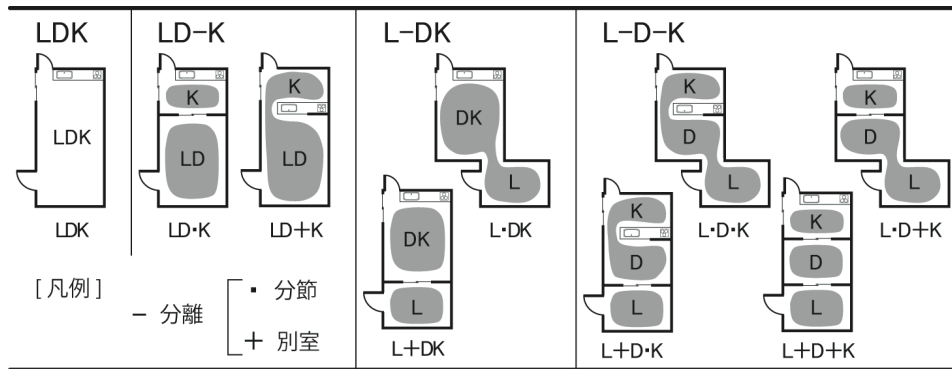 LDK
LDK
LDK
LD−K
K
LD
LD・K
K
LD
LD+K
L−DK
DK
L
L・DK
DK
L
L+DK
L−D−K
K
D
L
L・D・K
K
D
L
L・D+K
K
D
L
L+D・K
K
D
L
L+D+K
[凡例]
− 分離
・ 分節
+ 別室